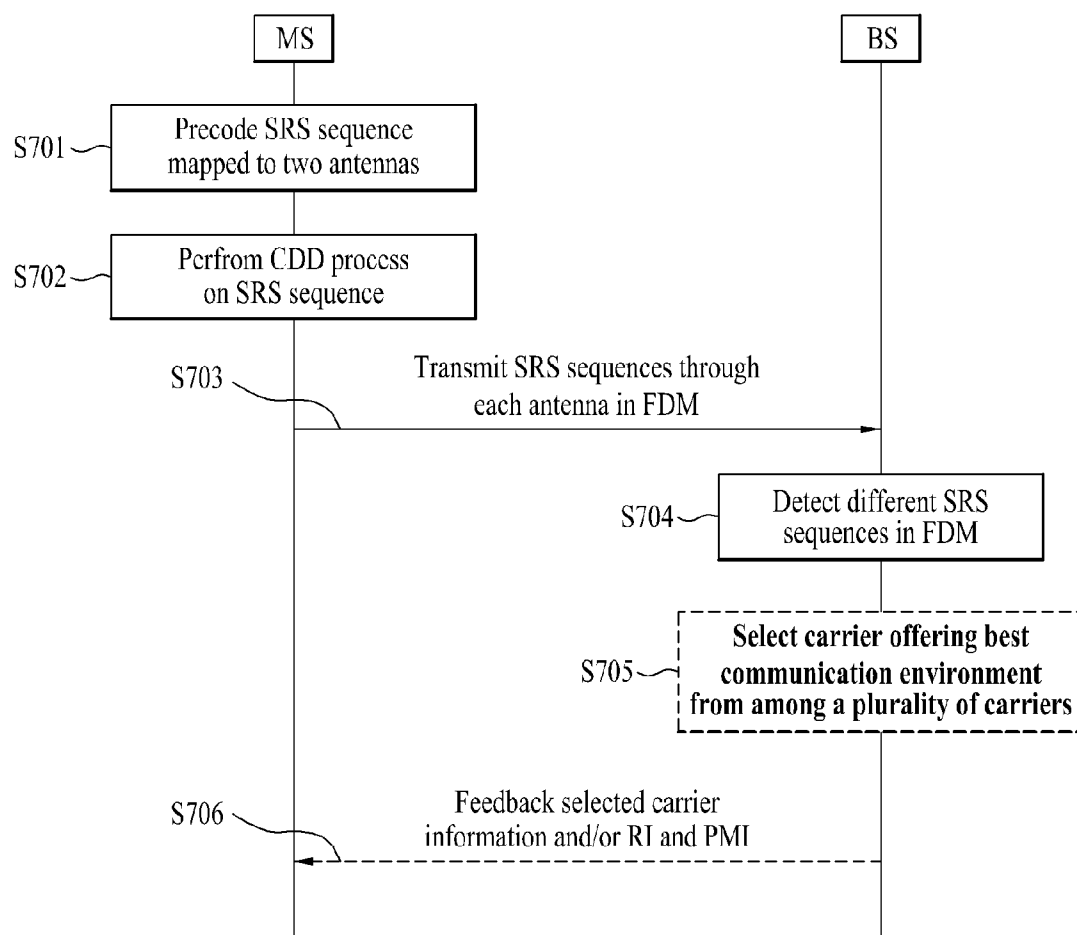 MS
BS
S701
Precode SRS sequence
mapped to two antennas
S702
Perfrom CDD process
on SRS sequence
S703
Transmit SRS sequences through
each antenna in FDM
S704
Detect different SRS
sequences in FDM
S705
Select carrier offering best
communication environment
from among a plurality of carriers
S706
Feedback selected carrier
information and/or RI and PMI